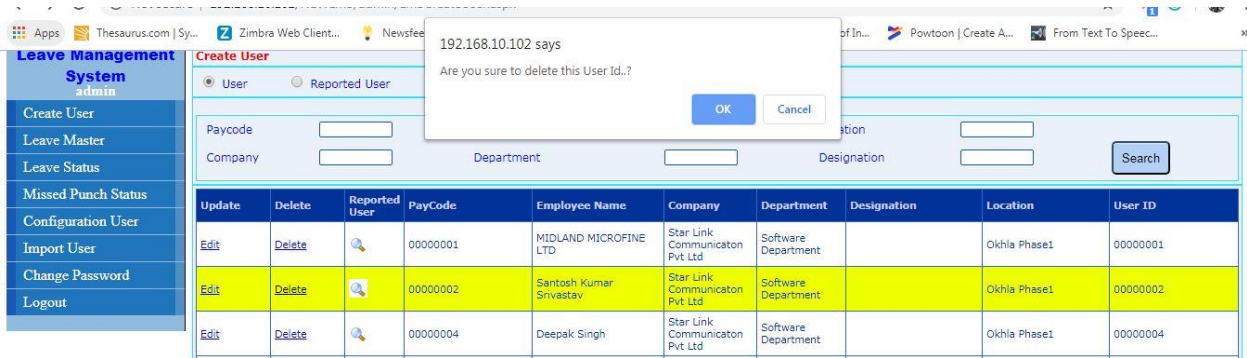 Apps Thesaurus.com | Sy... Zimbra Web Client... Newsfee of In... Powtoon | Create A... From Text To Speec...
192.168.10.102 says
Are you sure to delete this User Id..?
OK Cancel
Leave Management
System
admin
Create User
Leave Master
Leave Status
Missed Punch Status
Configuration User
Import User
Change Password
Logout
Create User
User Reported User
Paycode
Company Department Designation Search
Update Delete Reported User PayCode Employee Name Company Department Designation Location User ID
Edit Delete 00000001 MIDLAND MICROFINE LTD Star Link Communicaton Pvt Ltd Software Department Okhla Phase1 00000001
Edit Delete 00000002 Santosh Kumar Srivastav Star Link Communicaton Pvt Ltd Software Department Okhla Phase1 00000002
Edit Delete 00000004 Deepak Singh Star Link Communicaton Pvt Ltd Software Department Okhla Phase1 00000004